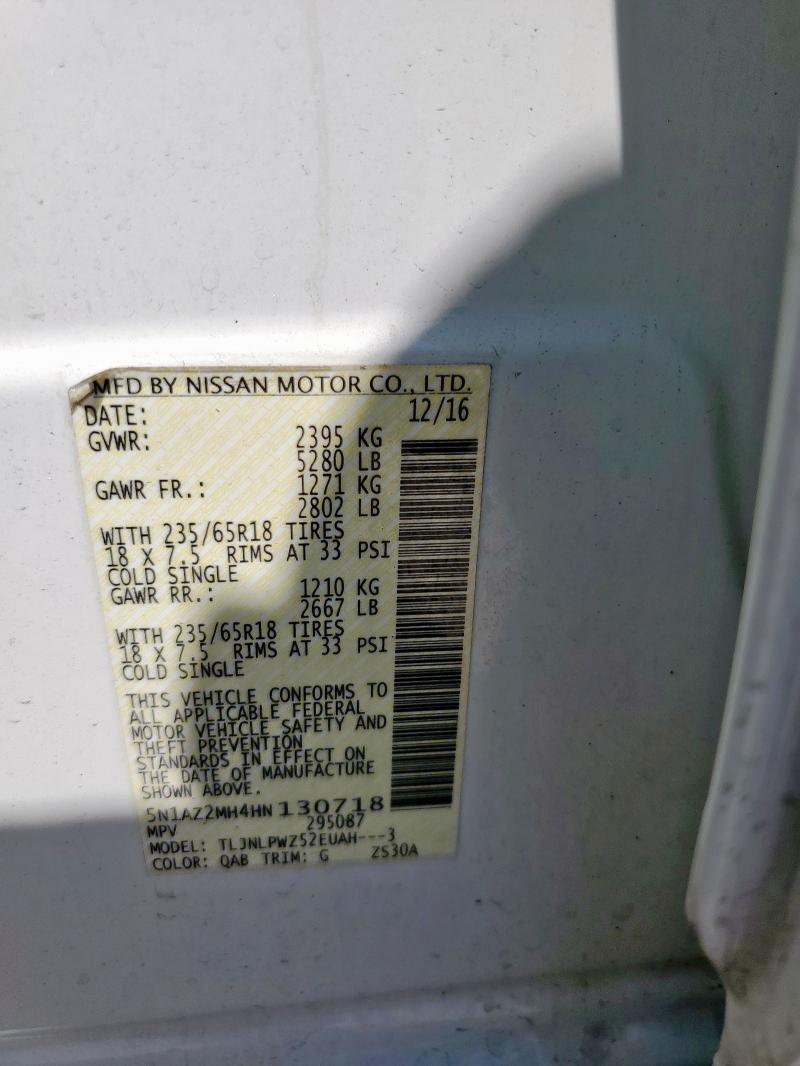 MFD BY NISSAN MOTOR CO., LTD.
DATE: 12/16
GVWR: 2395 KG
5280 LB
GAWR FR.: 1271 KG
2802 LB
WITH 235/65R18 TIRES
18 X 7.5 RIMS AT 33 PSI
COLD SINGLE
GAWR RR.: 1210 KG
2667 LB
WITH 235/65R18 TIRES
18 X 7.5 RIMS AT 33 PSI
COLD SINGLE
THIS VEHICLE CONFORMS TO
ALL APPLICABLE FEDERAL
MOTOR VEHICLE SAFETY AND
THEFT PREVENTION
STANDARDS IN EFFECT ON
THE DATE OF MANUFACTURE
SHOWN ABOVE.
5N1AZ2MH4HN130718
MPV 295087
MODEL: TLJNLPWZ52EUAH---3
COLOR: QAB TRIM: G ZS30A